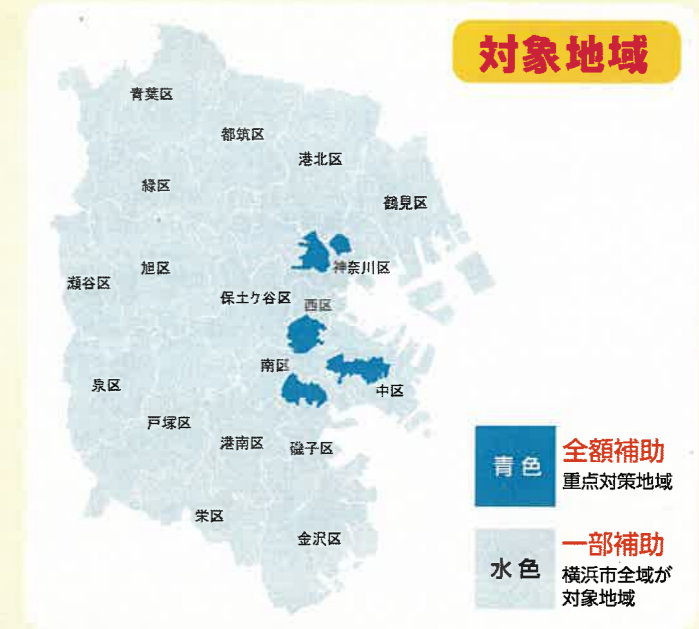 対象地域
青葉区
都筑区
港北区
緑区
鶴見区
神奈川区
旭区
瀬谷区
保土ケ谷区
西区
南区
泉区
中区
戸塚区
港南区
磯子区
栄区
金沢区
青色
全額補助
重点対策地域
水色
一部補助
横浜市全域が
対象地域